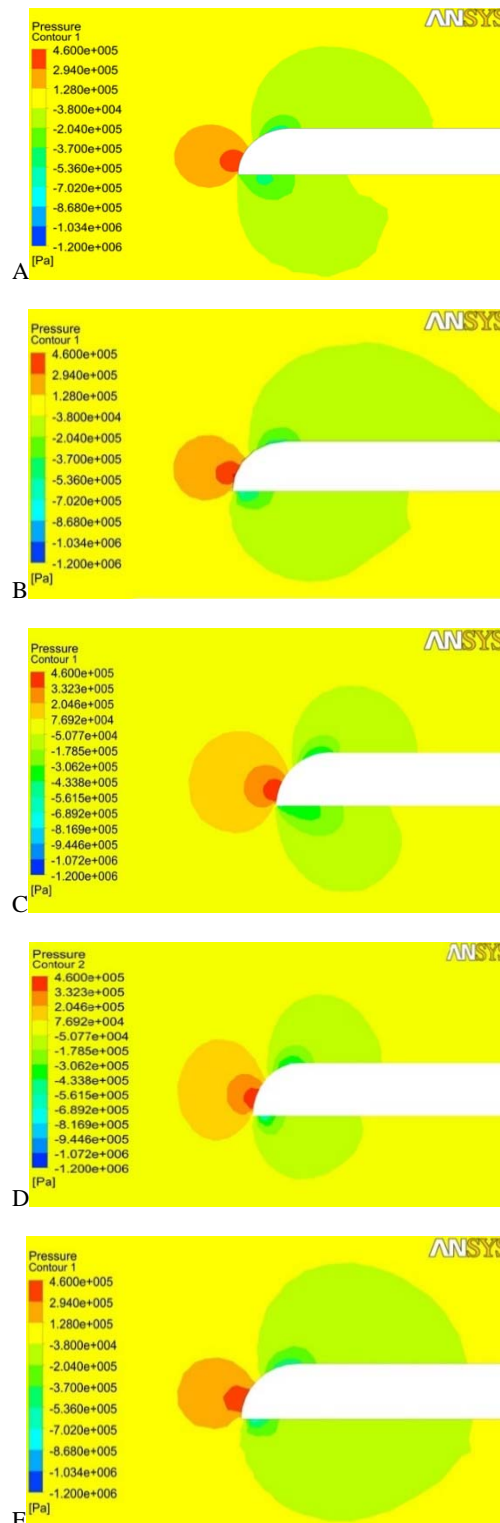 ANSYS
Pressure
Contour 1
4.600e+005
2.940e+005
1.280e+005
-3.800e+004
-2.040e+005
-3.700e+005
-5.360e+005
-7.020e+005
-8.680e+005
-1.034e+006
-1.200e+006
[Pa]
A
ANSYS
Pressure
Contour 1
4.600e+005
2.940e+005
1.280e+005
-3.800e+004
-2.040e+005
-3.700e+005
-5.360e+005
-7.020e+005
-8.680e+005
-1.034e+006
-1.200e+006
[Pa]
B
ANSYS
Pressure
Contour 1
4.600e+005
3.323e+005
2.046e+005
7.692e+004
-5.077e+004
-1.785e+005
-3.062e+005
-4.338e+005
-5.615e+005
-6.892e+005
-8.169e+005
-9.446e+005
-1.072e+006
-1.200e+006
[Pa]
C
ANSYS
Pressure
Contour 2
4.600e+005
3.323e+005
2.046e+005
7.692e+004
-5.077e+004
-1.785e+005
-3.062e+005
-4.338e+005
-5.615e+005
-6.892e+005
-8.169e+005
-9.446e+005
-1.072e+006
-1.200e+006
[Pa]
D
ANSYS
Pressure
Contour 1
4.600e+005
2.940e+005
1.280e+005
-3.800e+004
-2.040e+005
-3.700e+005
-5.360e+005
-7.020e+005
-8.680e+005
-1.034e+006
-1.200e+006
[Pa]